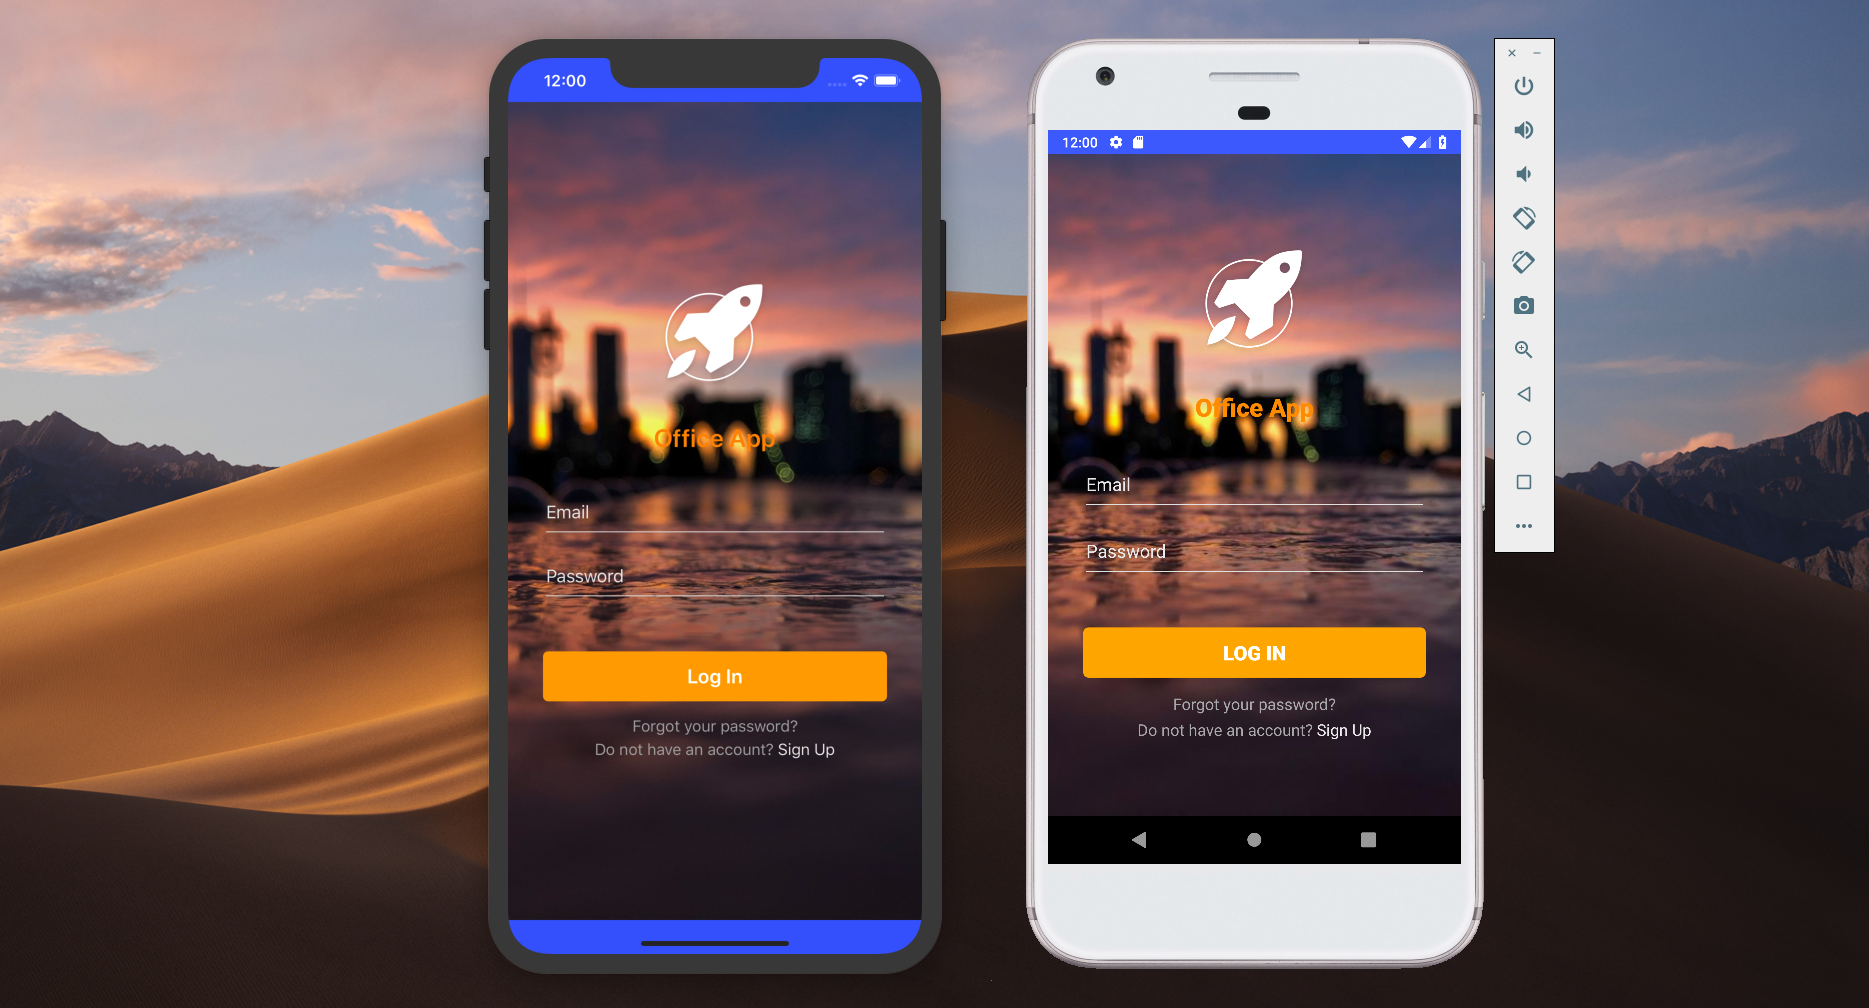 12:00
Office App
Email
Password
Log In
Forgot your password?
Do not have an account? Sign Up
12:00
Office App
Email
Password
LOG IN
Forgot your password?
Do not have an account? Sign Up